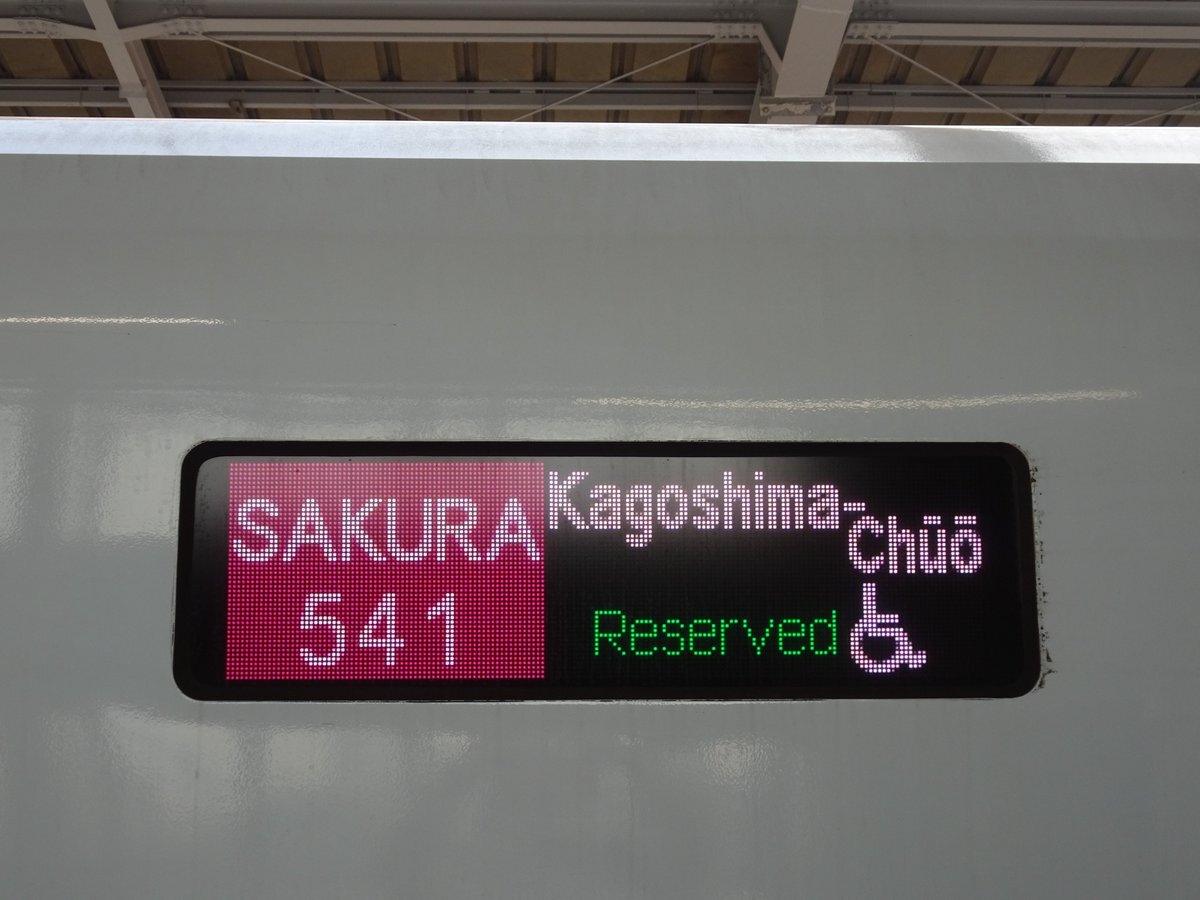 SAKURA
541
Kagoshima-
Chūō
Reserved